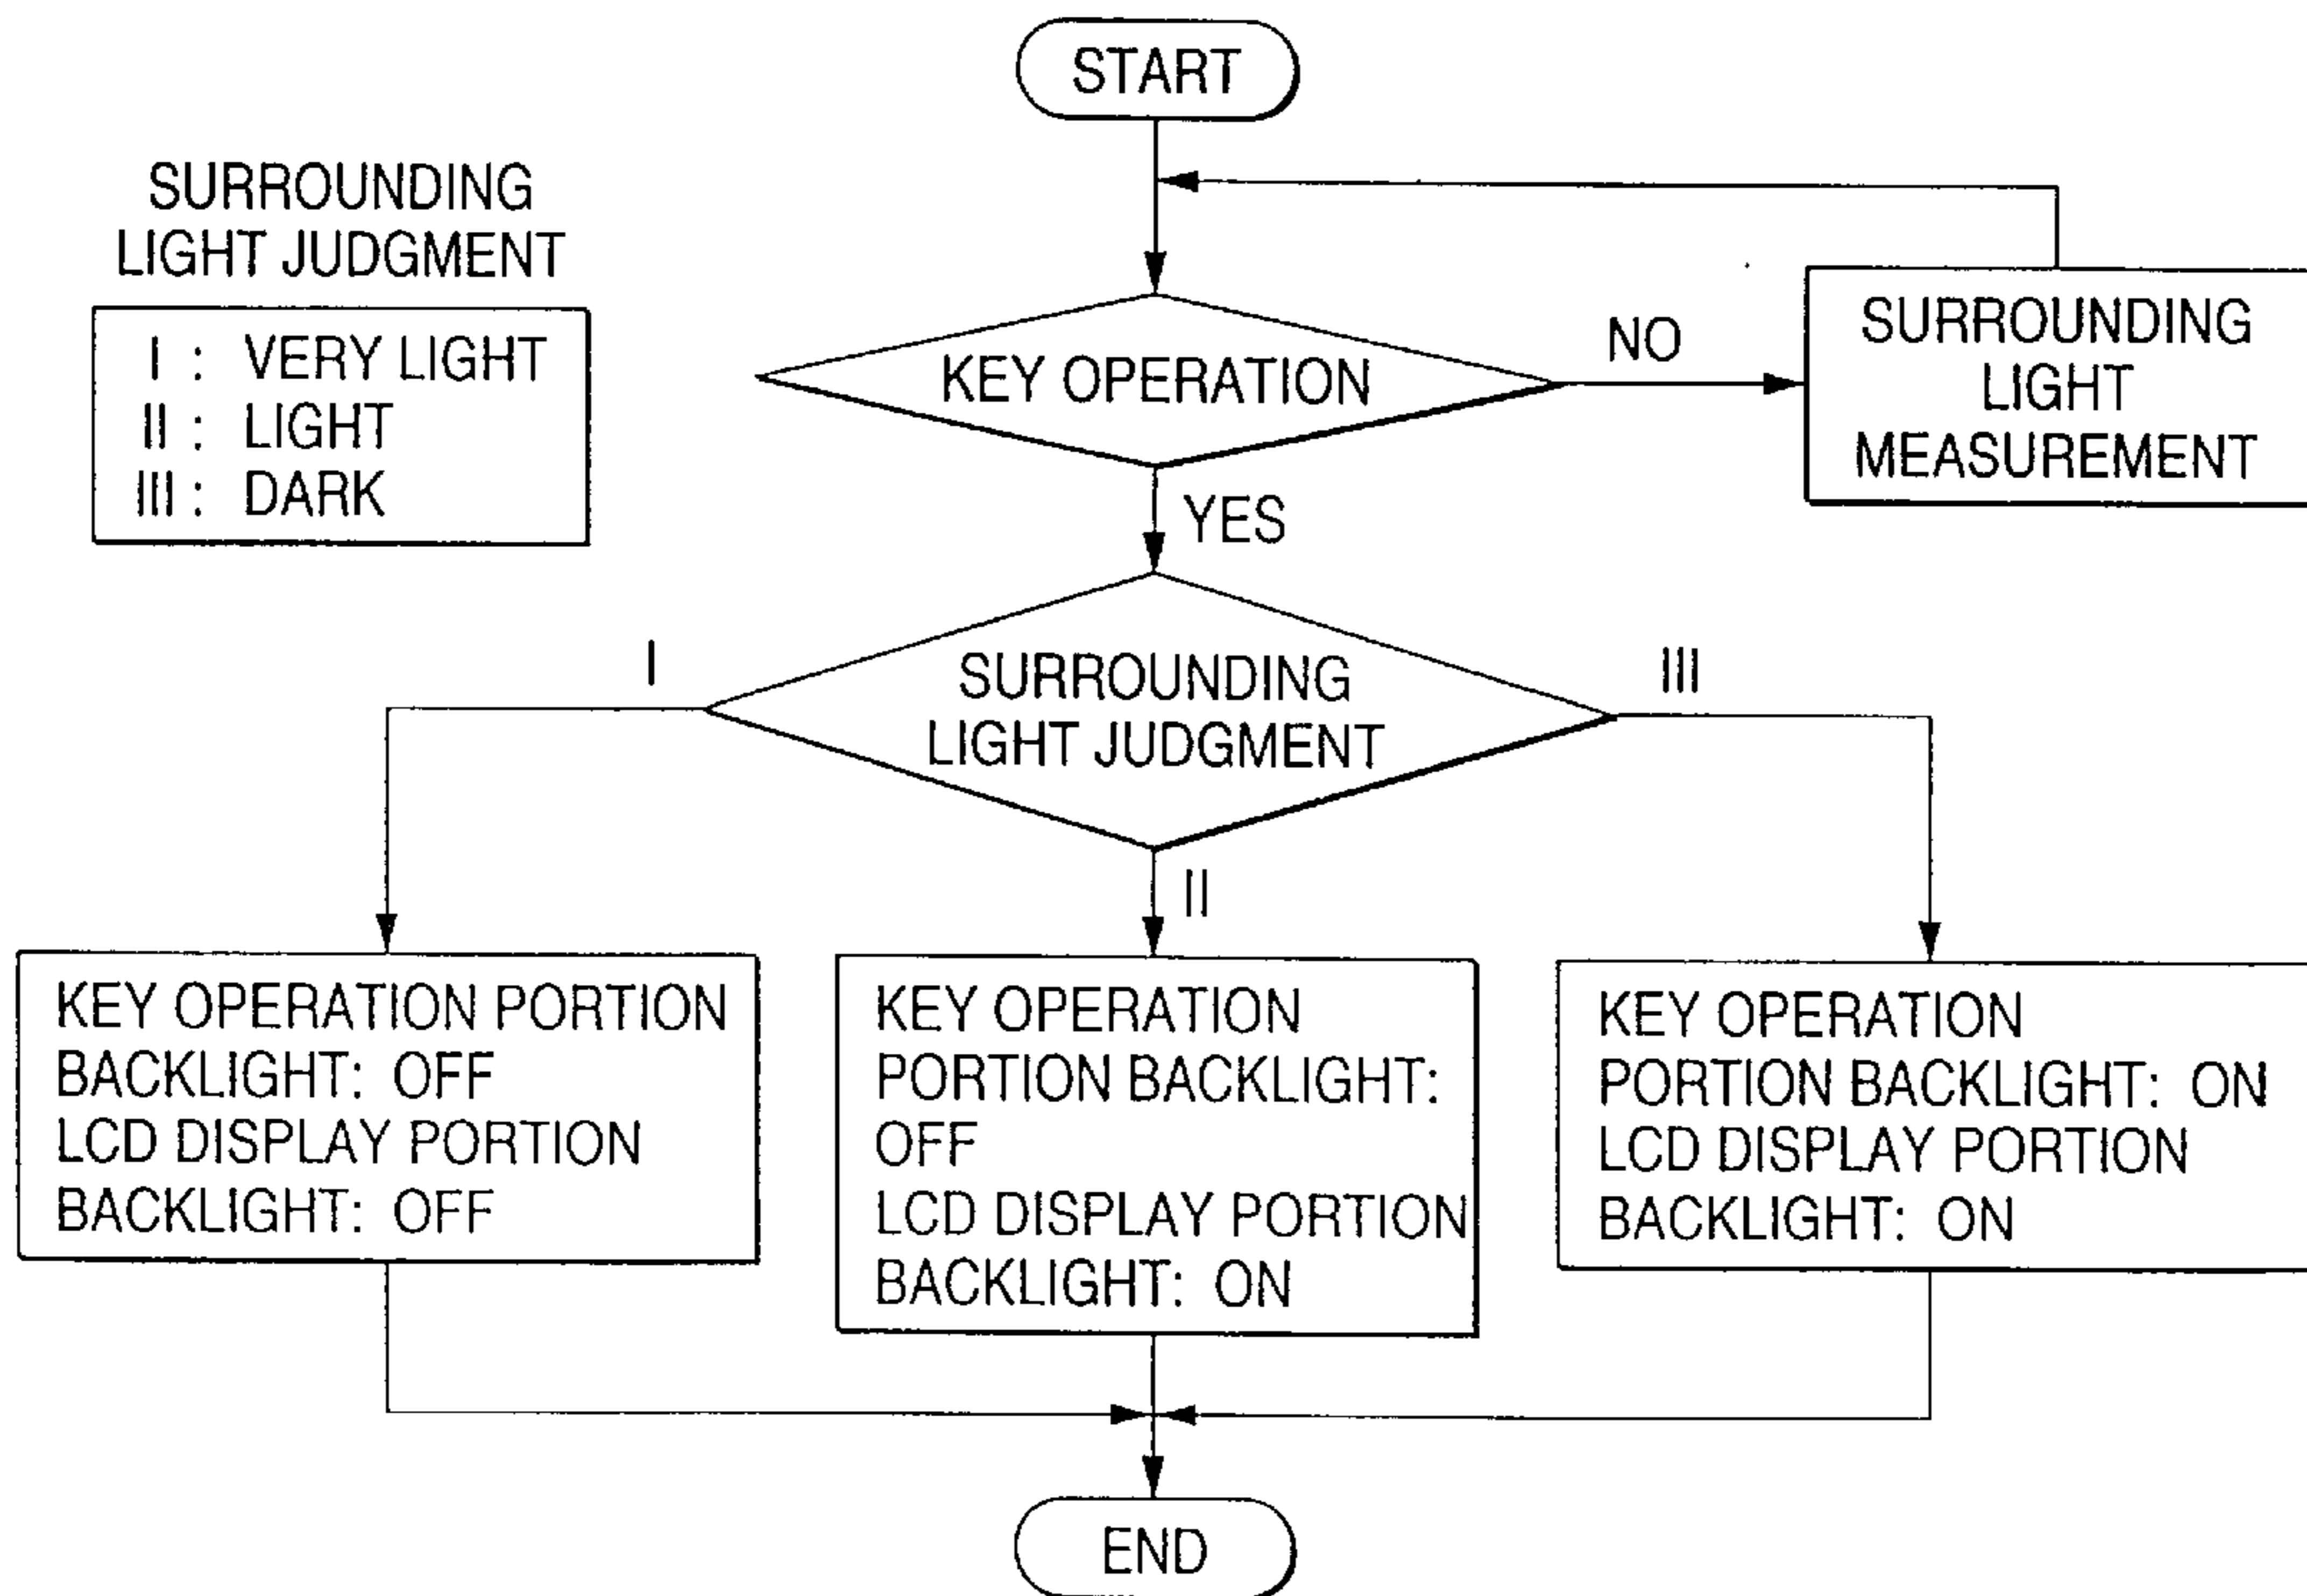 START
SURROUNDING
LIGHT JUDGMENT
I : VERY LIGHT
II : LIGHT
III : DARK
KEY OPERATION
NO
SURROUNDING
LIGHT
MEASUREMENT
YES
SURROUNDING
LIGHT JUDGMENT
I
II
III
KEY OPERATION PORTION
BACKLIGHT: OFF
LCD DISPLAY PORTION
BACKLIGHT: OFF
KEY OPERATION
PORTION BACKLIGHT:
OFF
LCD DISPLAY PORTION
BACKLIGHT: ON
KEY OPERATION
PORTION BACKLIGHT: ON
LCD DISPLAY PORTION
BACKLIGHT: ON
END